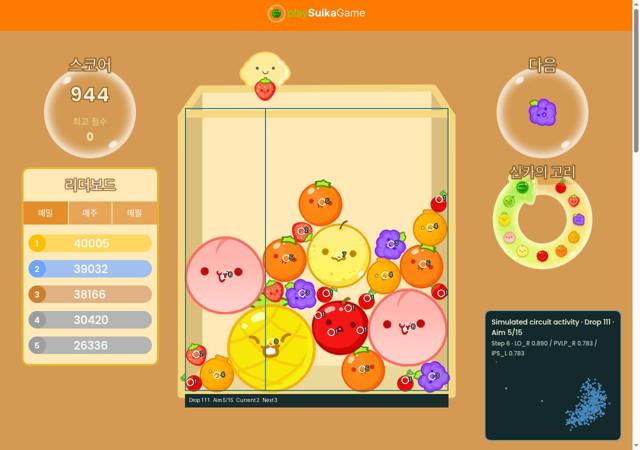 playSuikaGame
스코어
944
최고 점수
0
리더보드
매일
매주
매월
1 40005
2 39032
3 38166
4 30420
5 26336
다음
신카의 고리
Simulated circuit activity · Drop 111 ·
Aim 5/15
Step 6 · LO_R 0.890 / PVLP_R 0.783 /
IPS_L 0.783
Drop 111 Aim 5/15 Current 2 Next 3